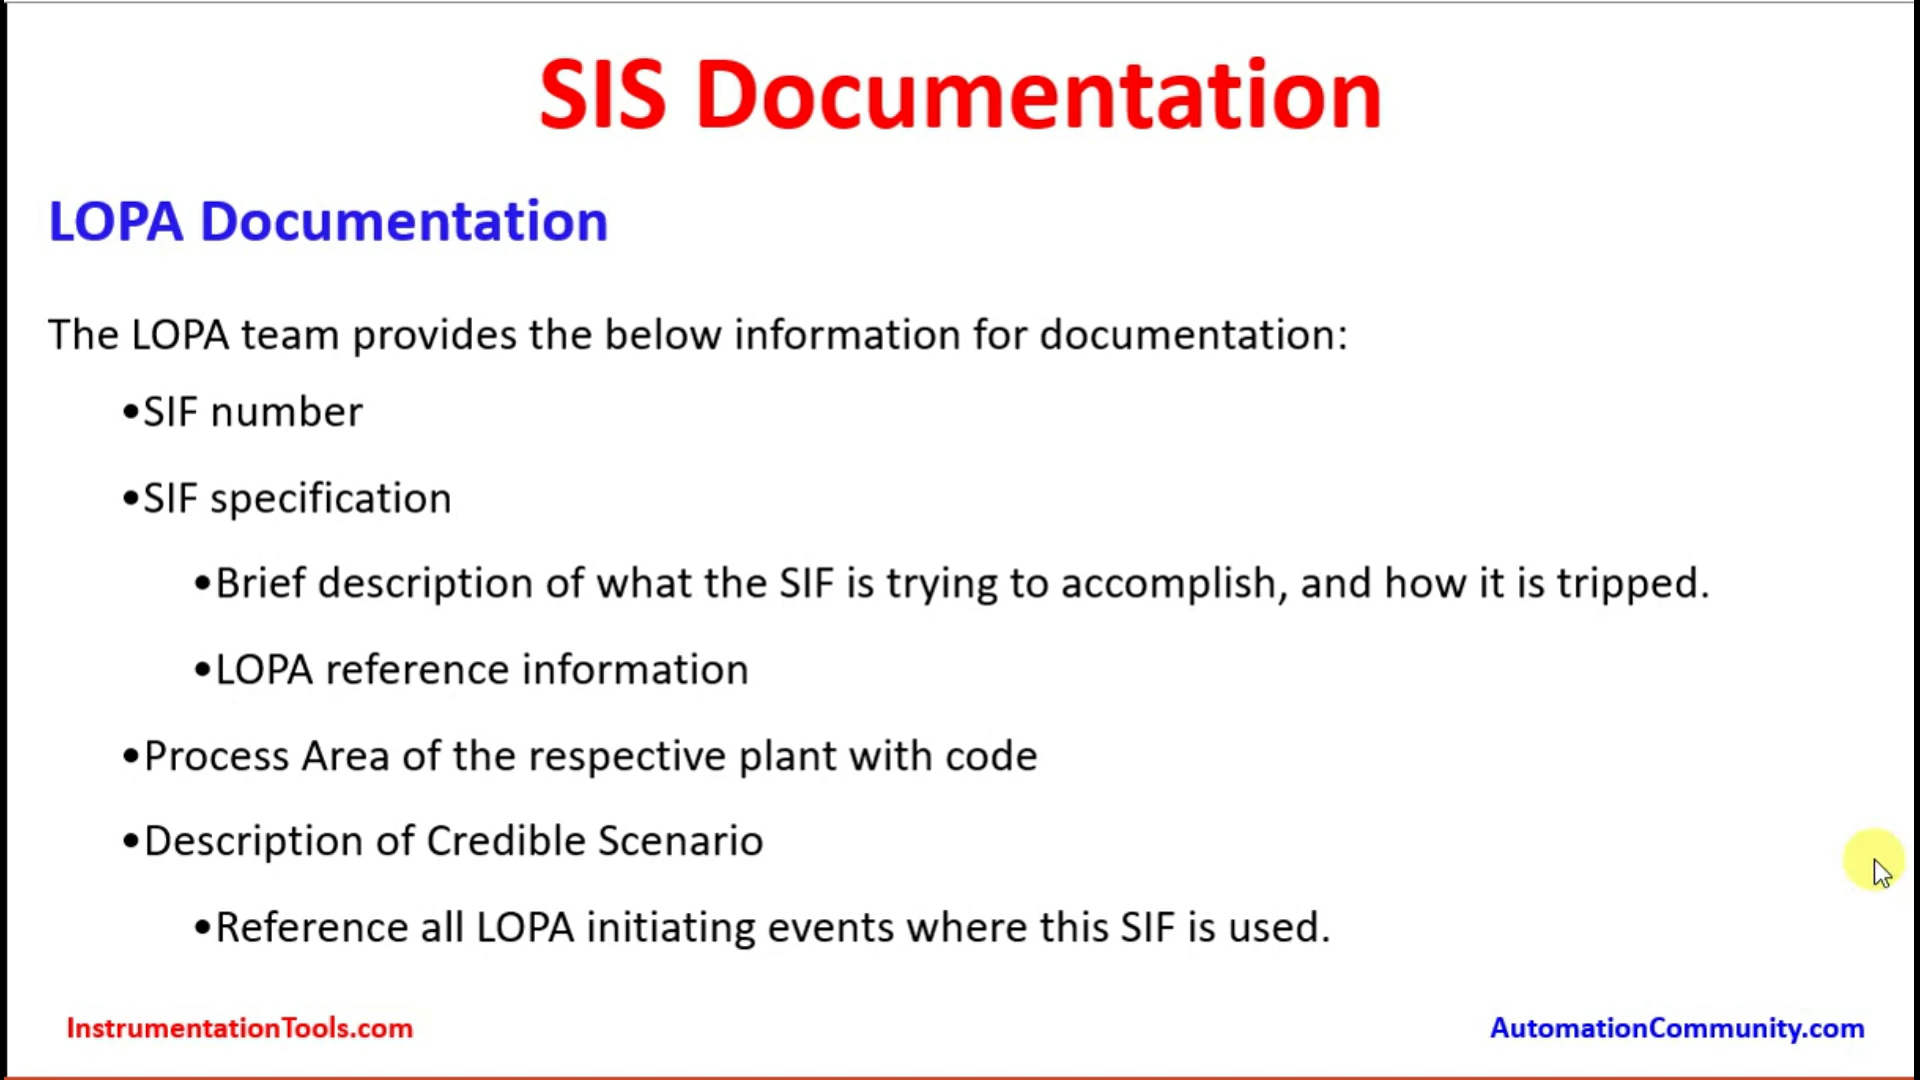 SIS Documentation
LOPA Documentation
The LOPA team provides the below information for documentation:
•SIF number
•SIF specification
•Brief description of what the SIF is trying to accomplish, and how it is tripped.
•LOPA reference information
•Process Area of the respective plant with code
•Description of Credible Scenario
•Reference all LOPA initiating events where this SIF is used.
InstrumentationTools.com
AutomationCommunity.com